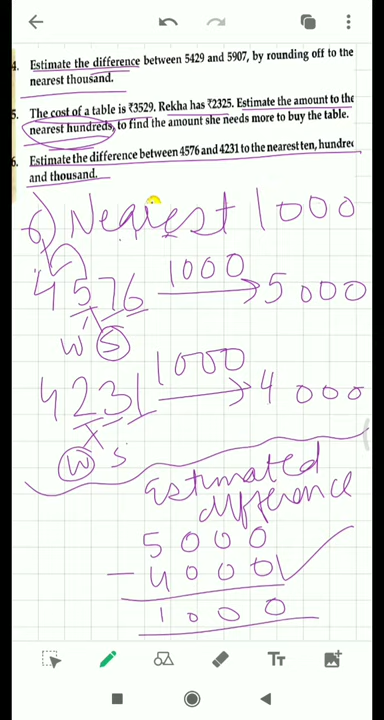 4. Estimate the difference between 5429 and 5907, by rounding off to the
nearest thousand.
5. The cost of a table is ₹3529. Rekha has ₹2325. Estimate the amount to the
nearest hundreds, to find the amount she needs more to buy the table.
6. Estimate the difference between 4576 and 4231 to the nearest ten, hundred
and thousand.
6) Nearest 1000
4576 1000 → 5000
W S
4231 1000 → 4000
W S
Estimated
difference
5000
- 4000
1000
TT